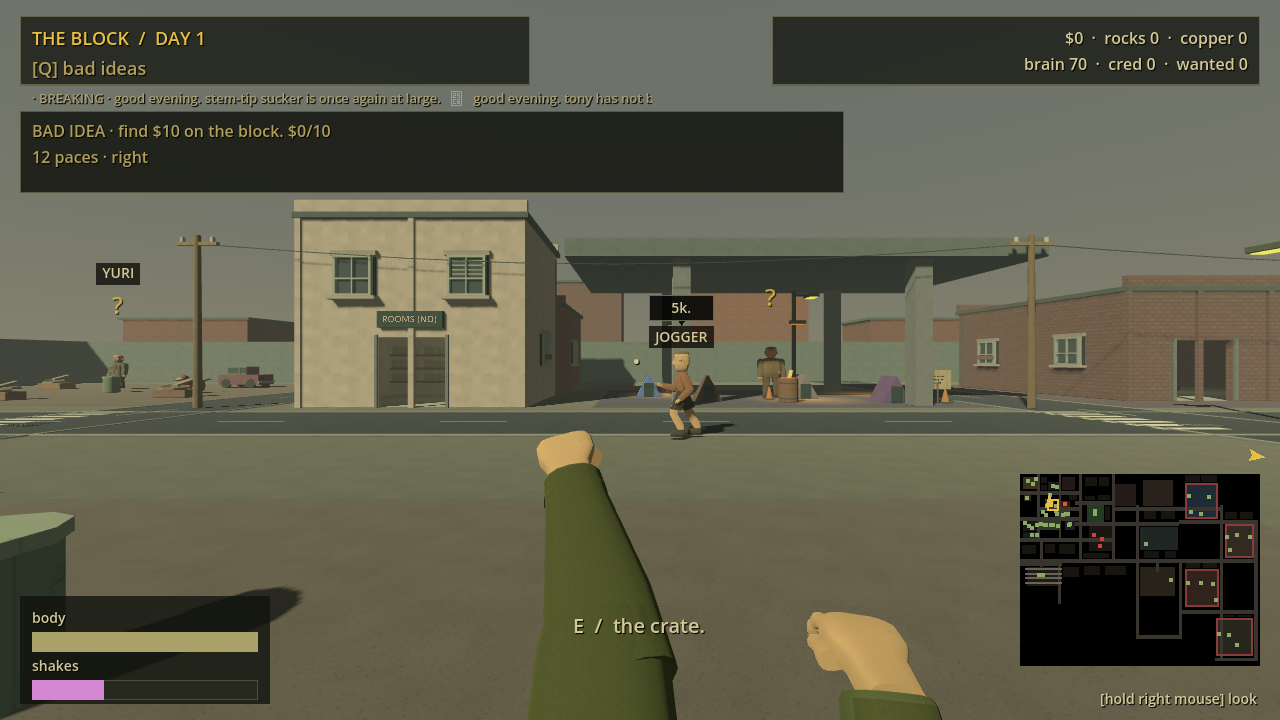 THE BLOCK / DAY 1
[Q] bad ideas
$0 · rocks 0 · copper 0
brain 70 · cred 0 · wanted 0
· BREAKING · good evening. stem-tip sucker is once again at large. good evening. tony has not
BAD IDEA · find $10 on the block. $0/10
12 paces · right
YURI
?
?
5k.
JOGGER
ROOMS (NO)
E / the crate.
body
shakes
[hold right mouse] look